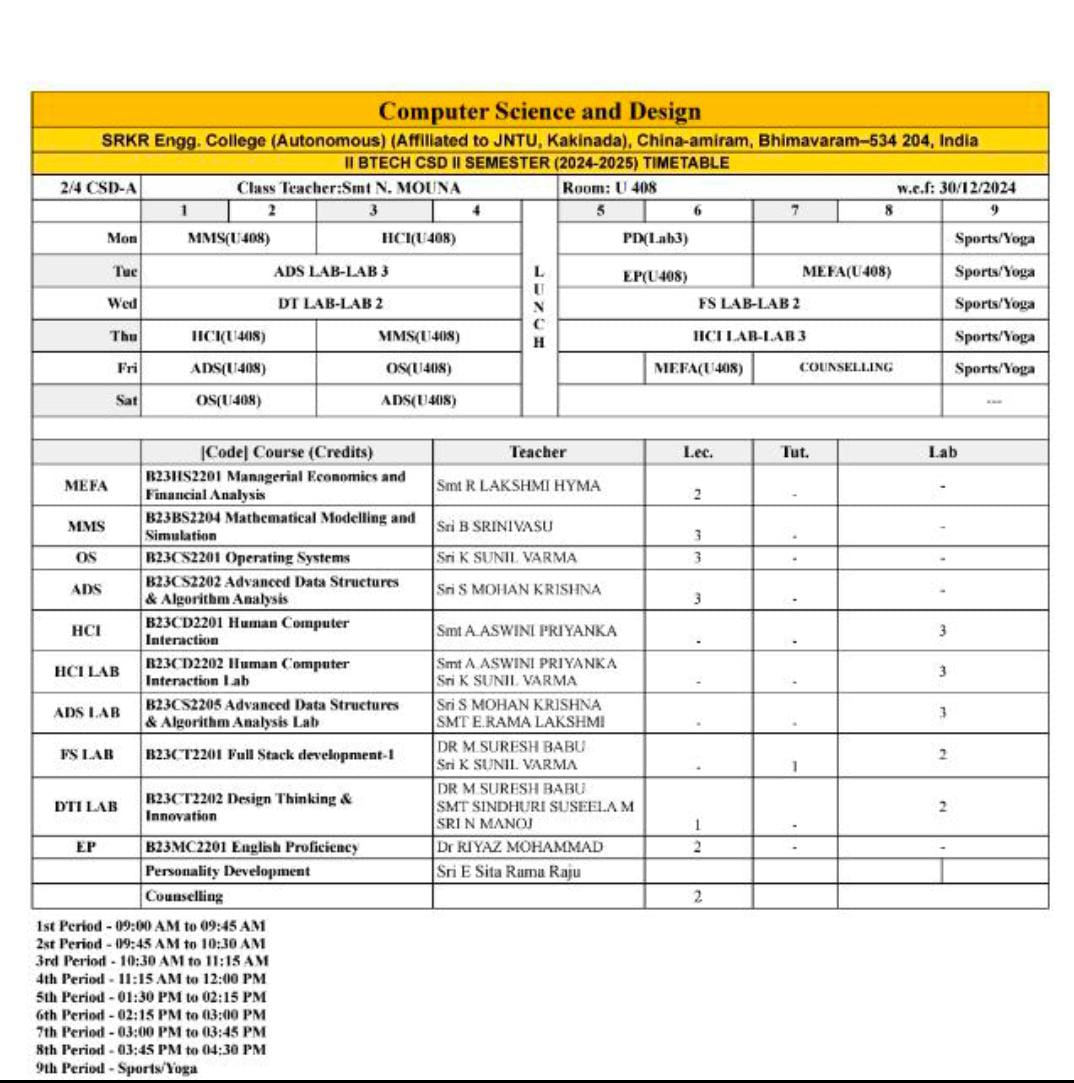 Computer Science and Design
SRKR Engg. College (Autonomous) (Affiliated to JNTU, Kakinada), China-amiram, Bhimavaram–534 204, India
II BTECH CSD II SEMESTER (2024-2025) TIMETABLE
2/4 CSD-A Class Teacher:Smt N. MOUNA Room: U 408 w.e.f: 30/12/2024
1 2 3 4 LUNCH 5 6 7 8 9
Mon MMS(U408) HCI(U408) PD(Lab3) Sports/Yoga
Tue ADS LAB-LAB 3 EP(U408) MEFA(U408) Sports/Yoga
Wed DT LAB-LAB 2 FS LAB-LAB 2 Sports/Yoga
Thu HCI(U408) MMS(U408) HCI LAB-LAB 3 Sports/Yoga
Fri ADS(U408) OS(U408) MEFA(U408) COUNSELLING Sports/Yoga
Sat OS(U408) ADS(U408) ---
[Code] Course (Credits) Teacher Lec. Tut. Lab
MEFA B23HS2201 Managerial Economics and
Financial Analysis Smt R LAKSHMI HYMA 2 - -
MMS B23BS2204 Mathematical Modelling and
Simulation Sri B SRINIVASU 3 - -
OS B23CS2201 Operating Systems Sri K SUNIL VARMA 3 - -
ADS B23CS2202 Advanced Data Structures
& Algorithm Analysis Sri S MOHAN KRISHNA 3 - -
HCI B23CD2201 Human Computer
Interaction Smt A.ASWINI PRIYANKA - - 3
HCI LAB B23CD2202 Human Computer
Interaction Lab Smt A.ASWINI PRIYANKA
Sri K SUNIL VARMA - - 3
ADS LAB B23CS2205 Advanced Data Structures
& Algorithm Analysis Lab Sri S MOHAN KRISHNA
SMT E.RAMA LAKSHMI - - 3
FS LAB B23CT2201 Full Stack development-1 DR M.SURESH BABU
Sri K SUNIL VARMA - 1 2
DTI LAB B23CT2202 Design Thinking &
Innovation DR M.SURESH BABU
SMT SINDHURI SUSEELA M
SRI N MANOJ 1 - 2
EP B23MC2201 English Proficiency Dr RIYAZ MOHAMMAD 2 - -
Personality Development Sri E Sita Rama Raju
Counselling 2
1st Period - 09:00 AM to 09:45 AM
2st Period - 09:45 AM to 10:30 AM
3rd Period - 10:30 AM to 11:15 AM
4th Period - 11:15 AM to 12:00 PM
5th Period - 01:30 PM to 02:15 PM
6th Period - 02:15 PM to 03:00 PM
7th Period - 03:00 PM to 03:45 PM
8th Period - 03:45 PM to 04:30 PM
9th Period - Sports/Yoga